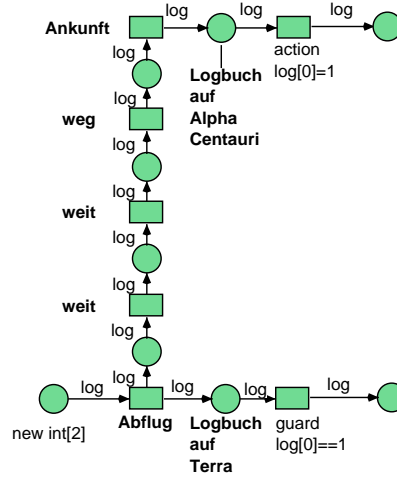 log log log
Ankunft
action
log[0]=1
log
Logbuch
auf
Alpha
Centauri
log
weg
log
log
weit
log
log
weit
log
log
log log log log
Abflug
new int[2]
Logbuch
auf
Terra
guard
log[0]==1